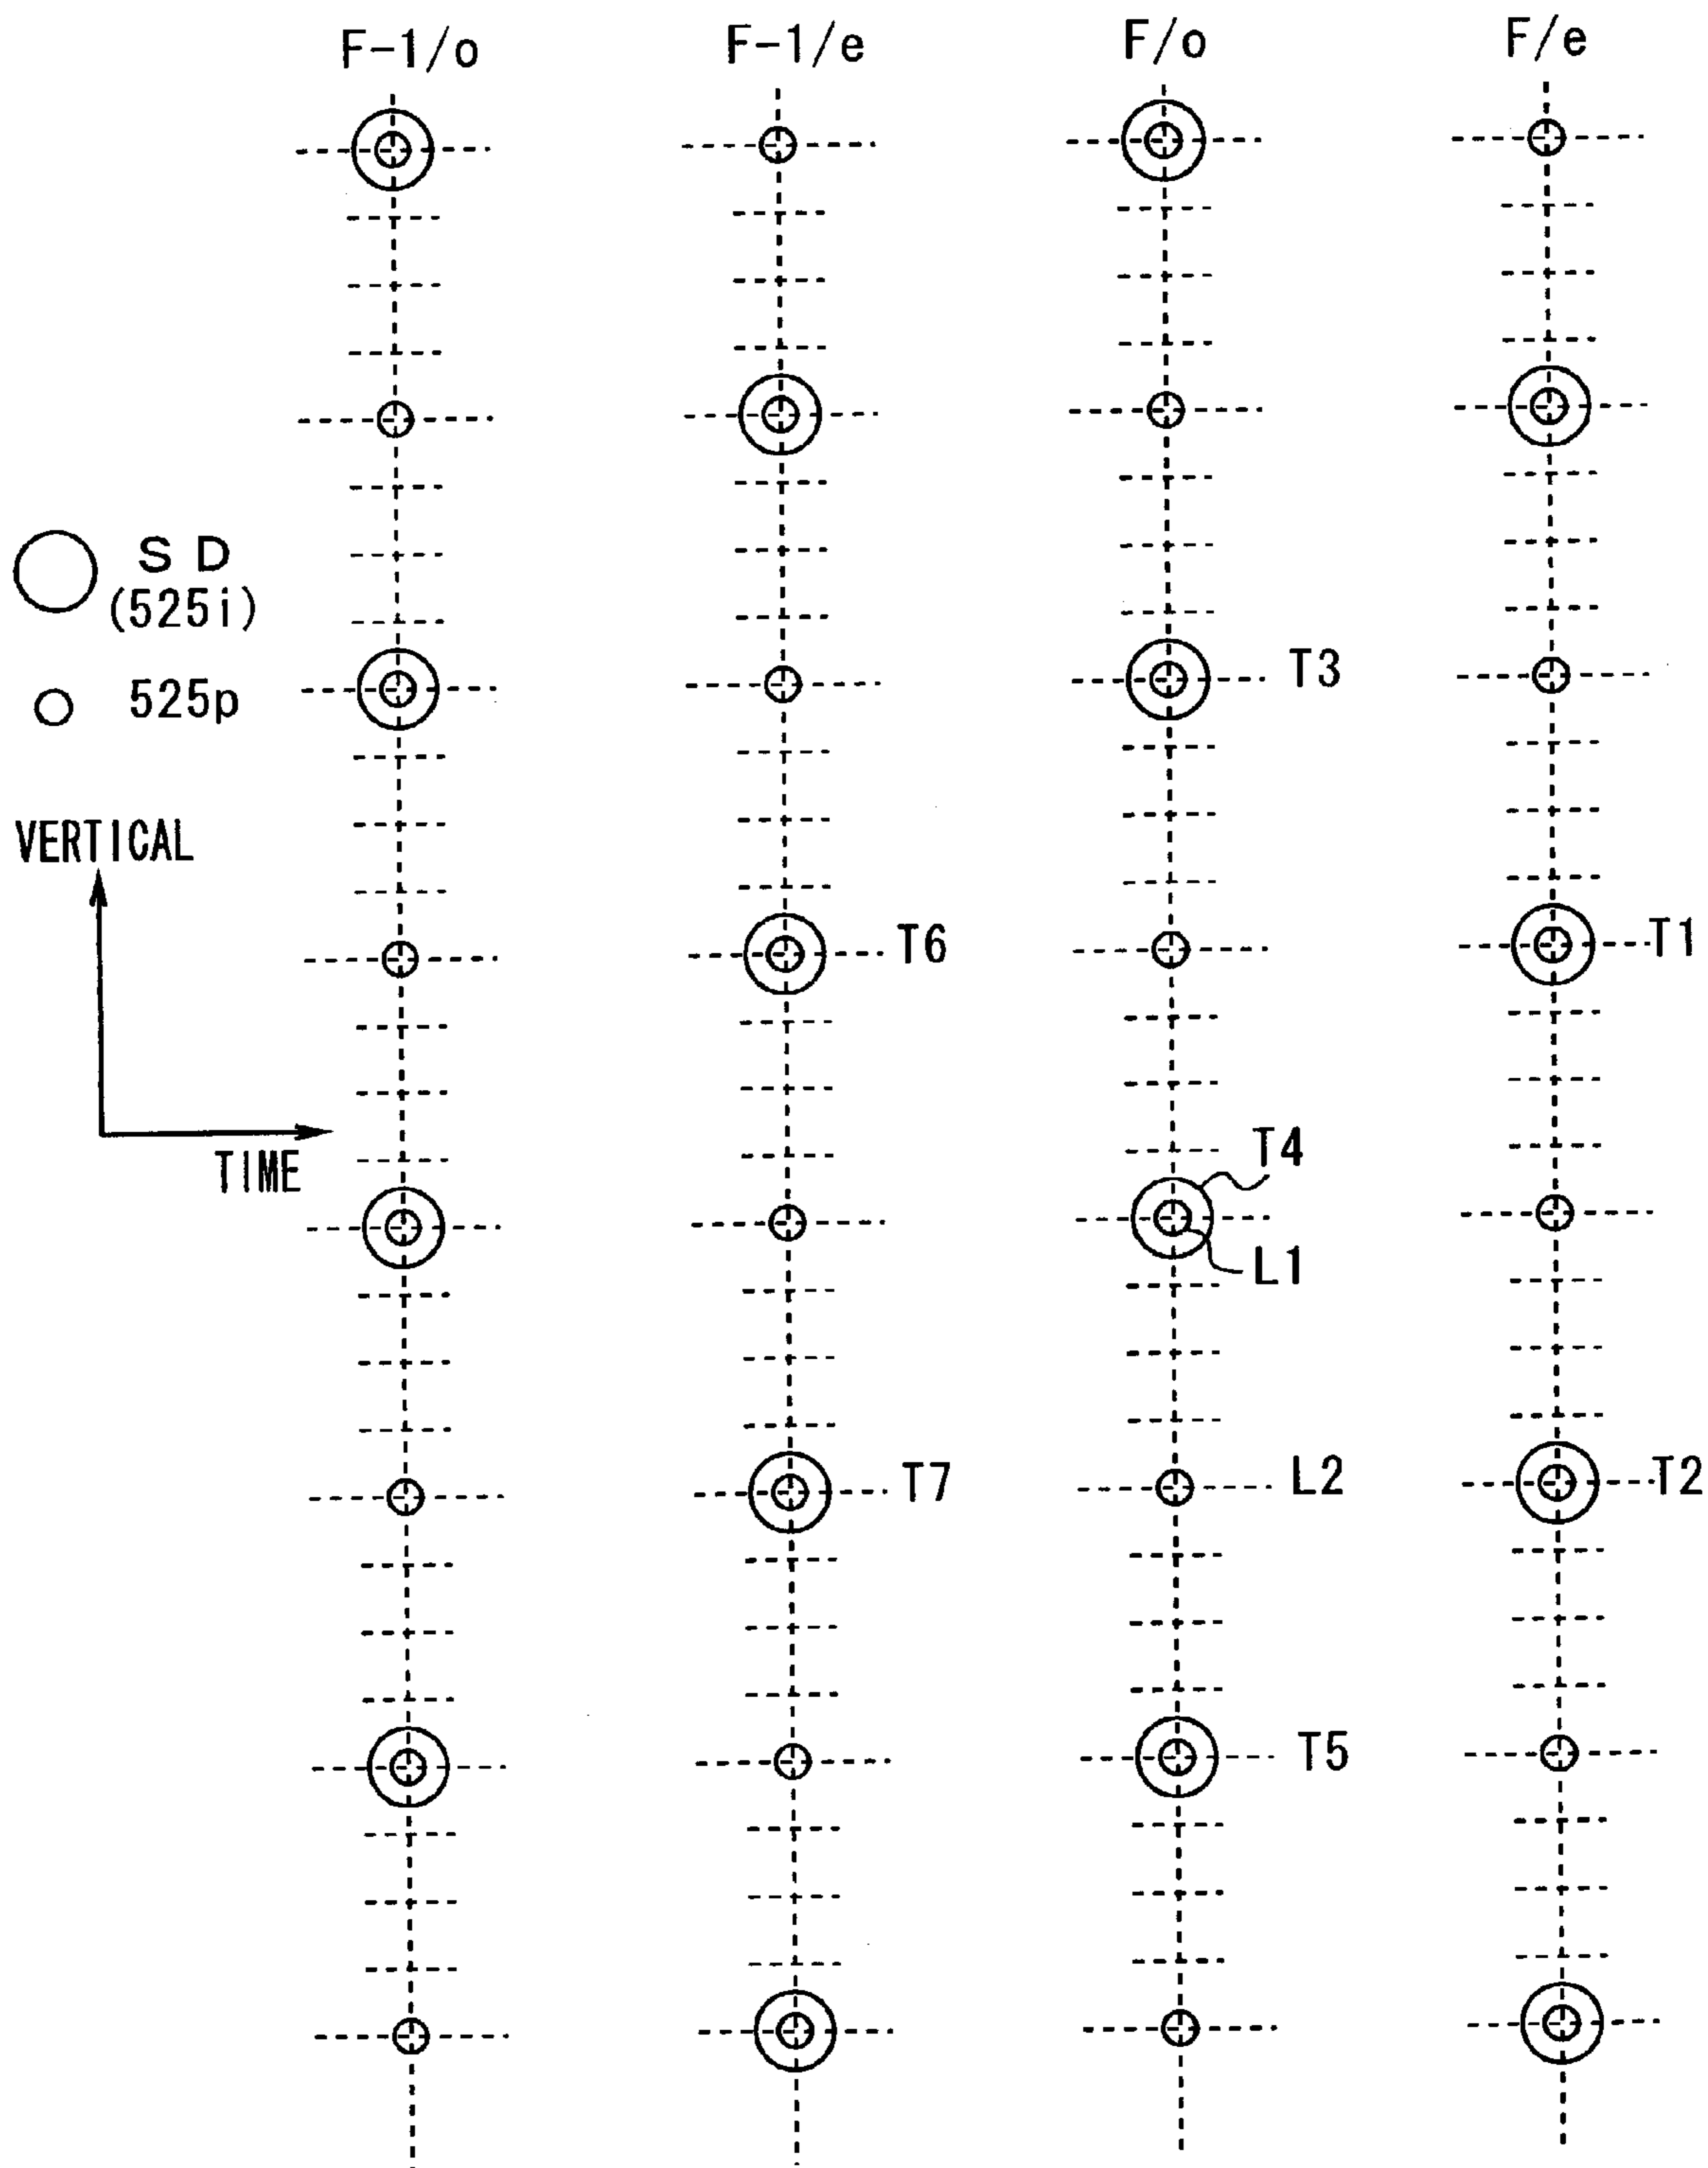 F-1/o F-1/e F/o F/e
SD
(525i)
525p
T3
VERTICAL
T6 T1
TIME
T4
L1
T7 L2 T2
T5